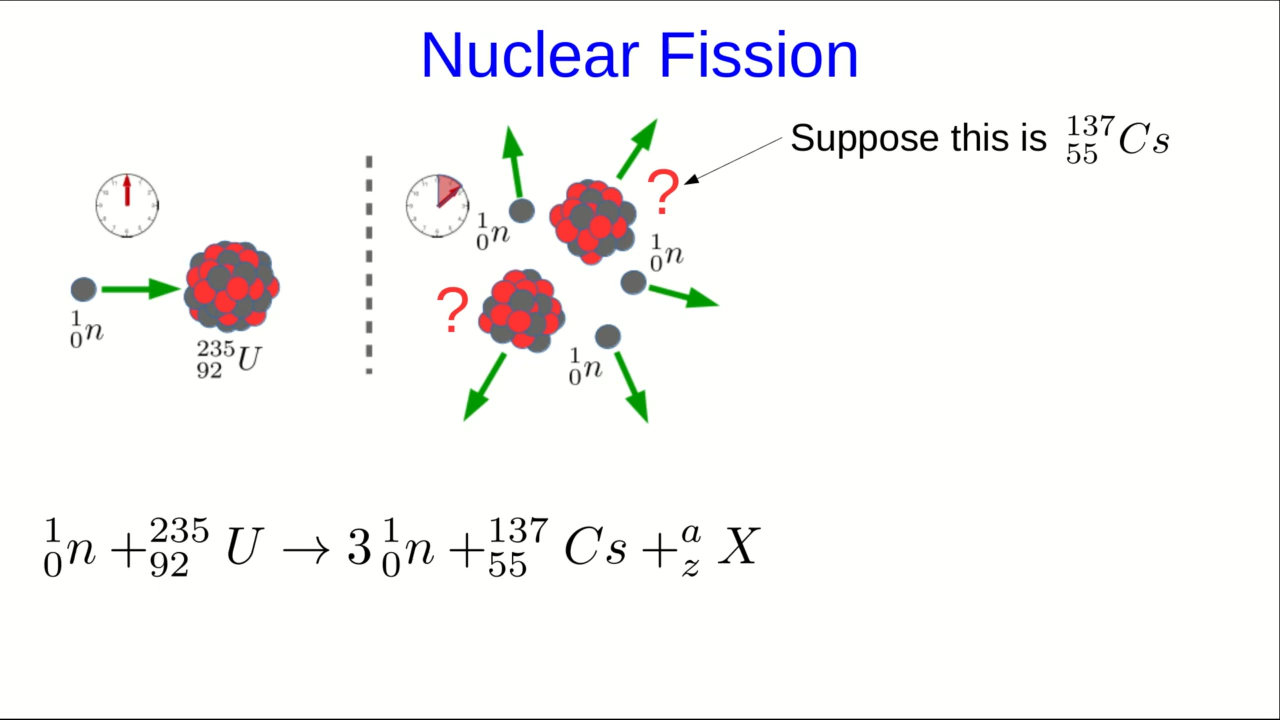 Nuclear Fission
Suppose this is ¹³⁷₅₅Cs
?
¹₀n
¹₀n
?
¹₀n
²³⁵₉₂U
¹₀n
¹₀n + ²³⁵₉₂U → 3 ¹₀n + ¹³⁷₅₅Cs + ᵃ_z X